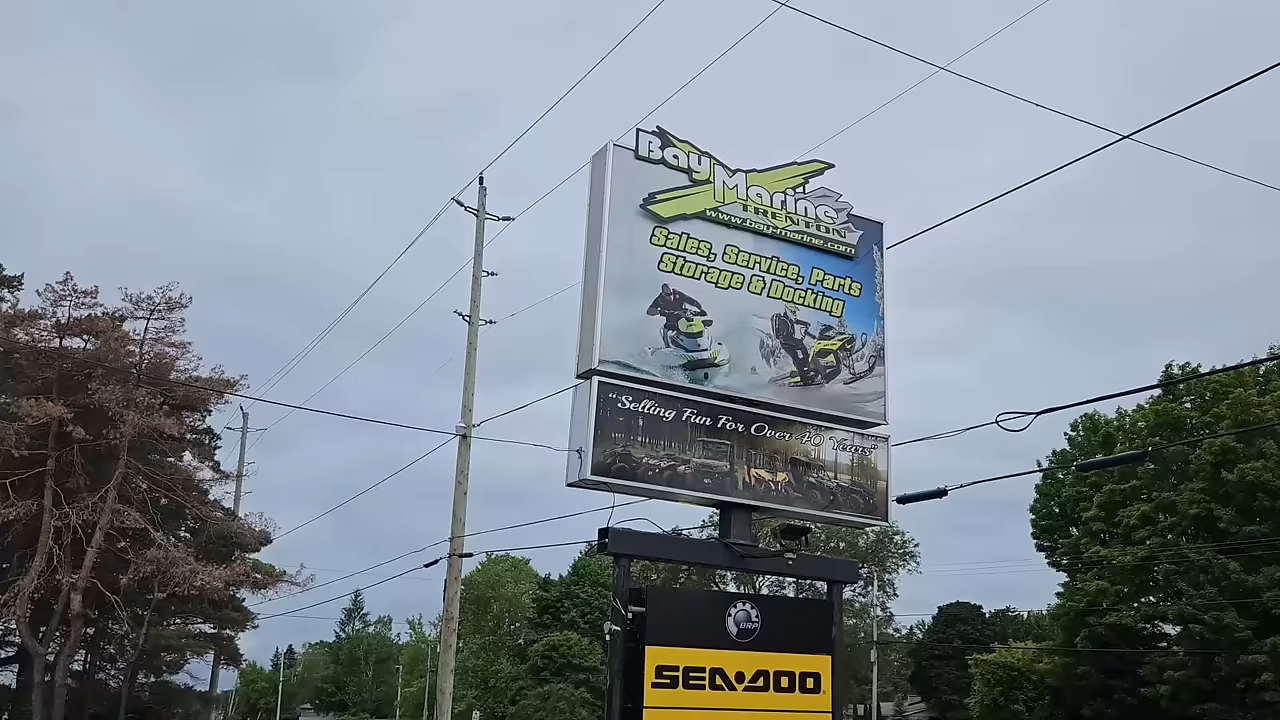 Bay
Marine
TRENTON
www.bay-marine.com
Sales, Service, Parts
Storage & Docking
"Selling Fun For Over 40 Years"
BRP
SEA-DOO